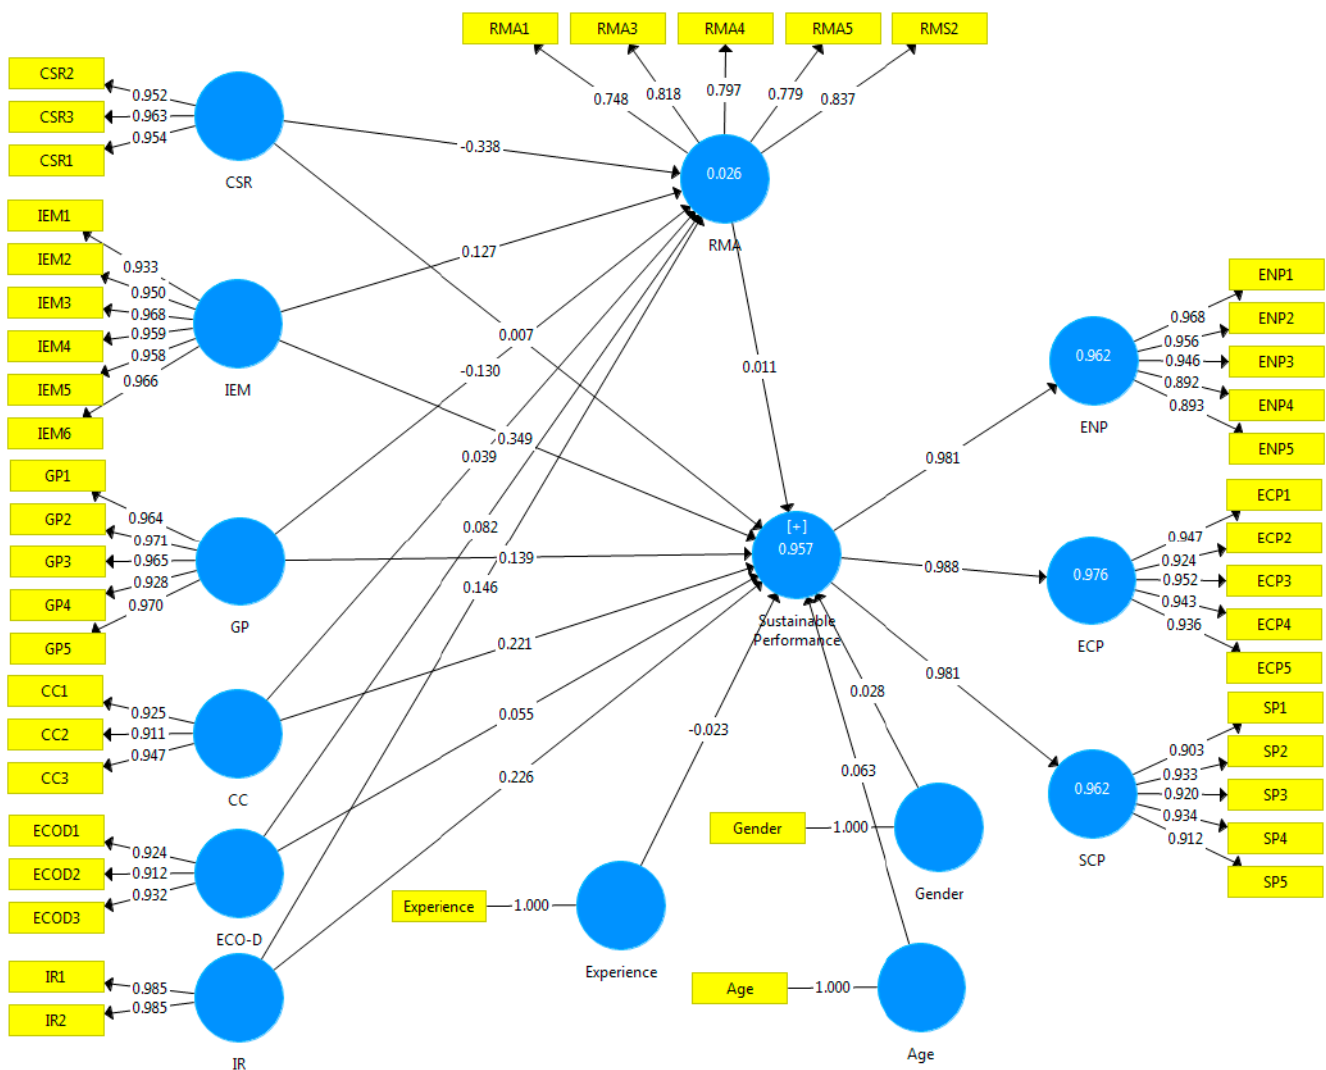 RMA1
RMA3
RMA4
RMA5
RMS2
0.748
0.818
0.797
0.779
0.837
0.026
RMA
CSR2
CSR3
CSR1
0.952
0.963
0.954
CSR
-0.338
0.007
IEM1
IEM2
IEM3
IEM4
IEM5
IEM6
0.933
0.950
0.968
0.959
0.958
0.966
IEM
0.127
0.349
GP1
GP2
GP3
GP4
GP5
0.964
0.971
0.965
0.928
0.970
GP
-0.130
0.139
CC1
CC2
CC3
0.925
0.911
0.947
CC
0.039
0.221
ECOD1
ECOD2
ECOD3
0.924
0.912
0.932
ECO-D
0.082
0.055
IR1
IR2
0.985
0.985
IR
0.146
0.226
0.011
[+]
0.957
Sustainable
Performance
0.981
0.988
0.981
0.962
ENP
0.968
0.956
0.946
0.892
0.893
ENP1
ENP2
ENP3
ENP4
ENP5
0.976
ECP
0.947
0.924
0.952
0.943
0.936
ECP1
ECP2
ECP3
ECP4
ECP5
0.962
SCP
0.903
0.933
0.920
0.934
0.912
SP1
SP2
SP3
SP4
SP5
-0.023
0.063
0.028
Experience
1.000
Experience
Gender
1.000
Gender
Age
1.000
Age